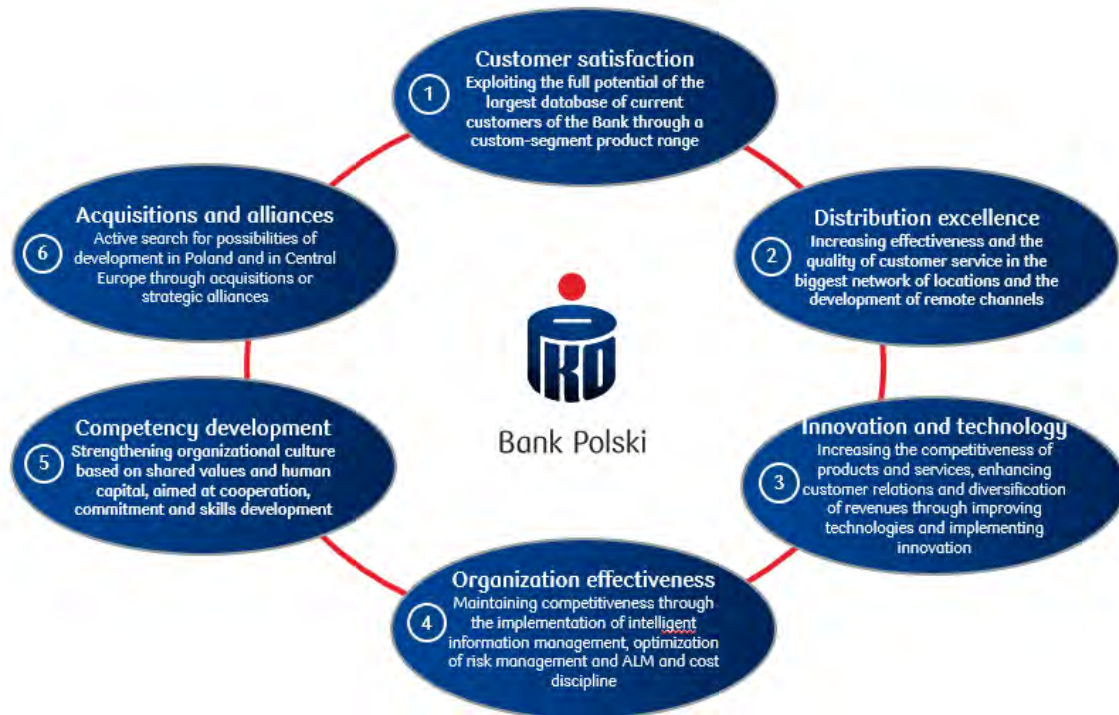 Customer satisfaction
1
Exploiting the full potential of the
largest database of current
customers of the Bank through a
custom-segment product range
Distribution excellence
2
Increasing effectiveness and the
quality of customer service in the
biggest network of locations and the
development of remote channels
Innovation and technology
3
Increasing the competitiveness of
products and services, enhancing
customer relations and diversification
of revenues through improving
technologies and implementing
innovation
Organization effectiveness
4
Maintaining competitiveness through
the implementation of intelligent
information management, optimization
of risk management and ALM and cost
discipline
Competency development
5
Strengthening organizational culture
based on shared values and human
capital, aimed at cooperation,
commitment and skills development
Acquisitions and alliances
6
Active search for possibilities of
development in Poland and in Central
Europe through acquisitions or
strategic alliances
PKO
Bank Polski